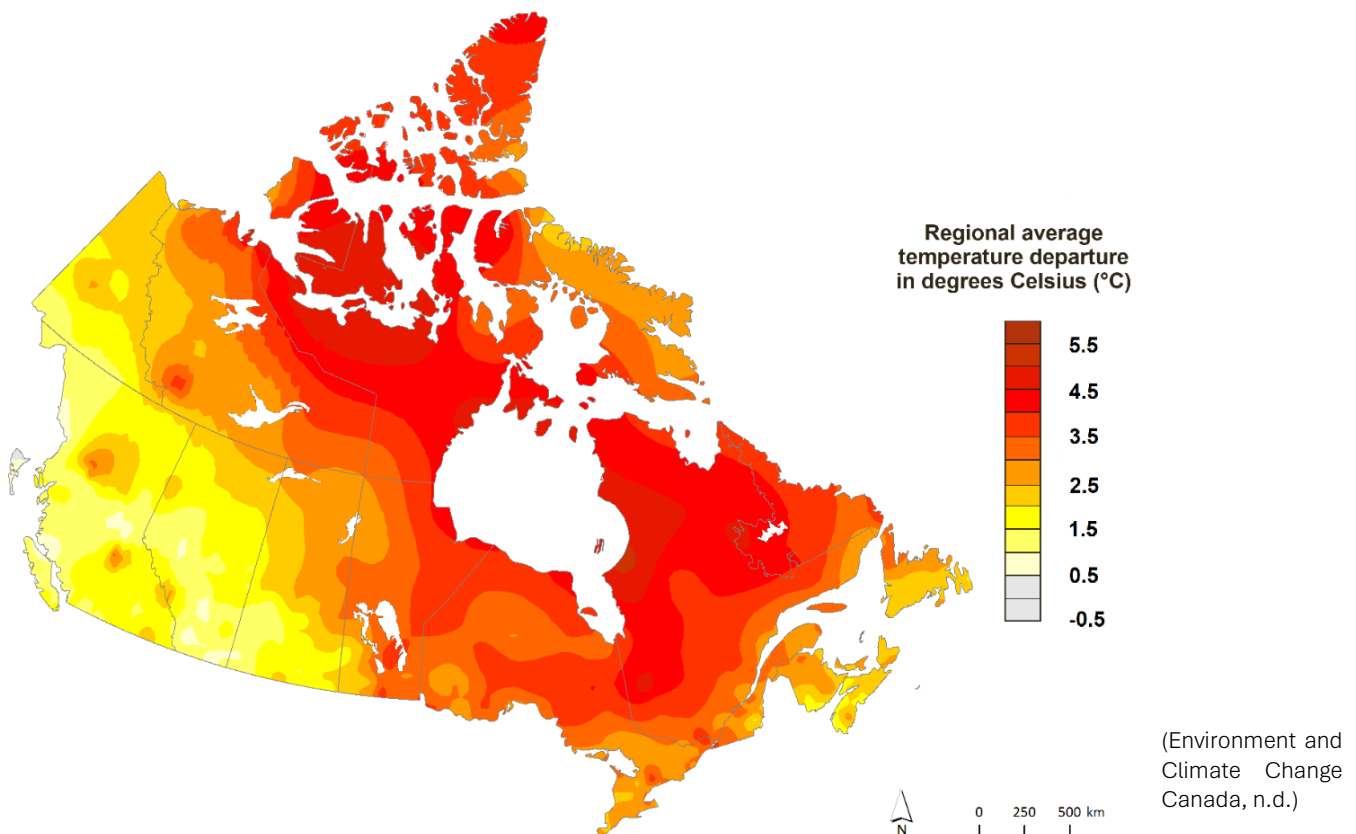 Regional average
temperature departure
in degrees Celsius (°C)
5.5
4.5
3.5
2.5
1.5
0.5
-0.5
(Environment and
Climate Change
Canada, n.d.)
N
0 250 500 km